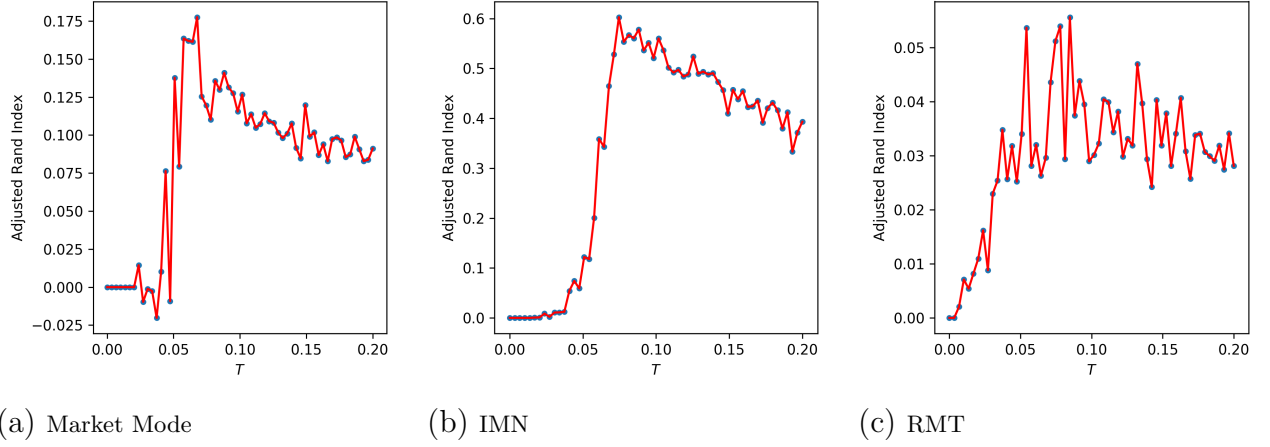 0.175
0.150
0.125
0.100
0.075
0.050
0.025
0.000
−0.025
Adjusted Rand Index
0.00 0.05 0.10 0.15 0.20
T
0.6
0.5
0.4
0.3
0.2
0.1
0.0
Adjusted Rand Index
0.00 0.05 0.10 0.15 0.20
T
0.05
0.04
0.03
0.02
0.01
0.00
Adjusted Rand Index
0.00 0.05 0.10 0.15 0.20
T
(a) Market Mode
(b) IMN
(c) RMT